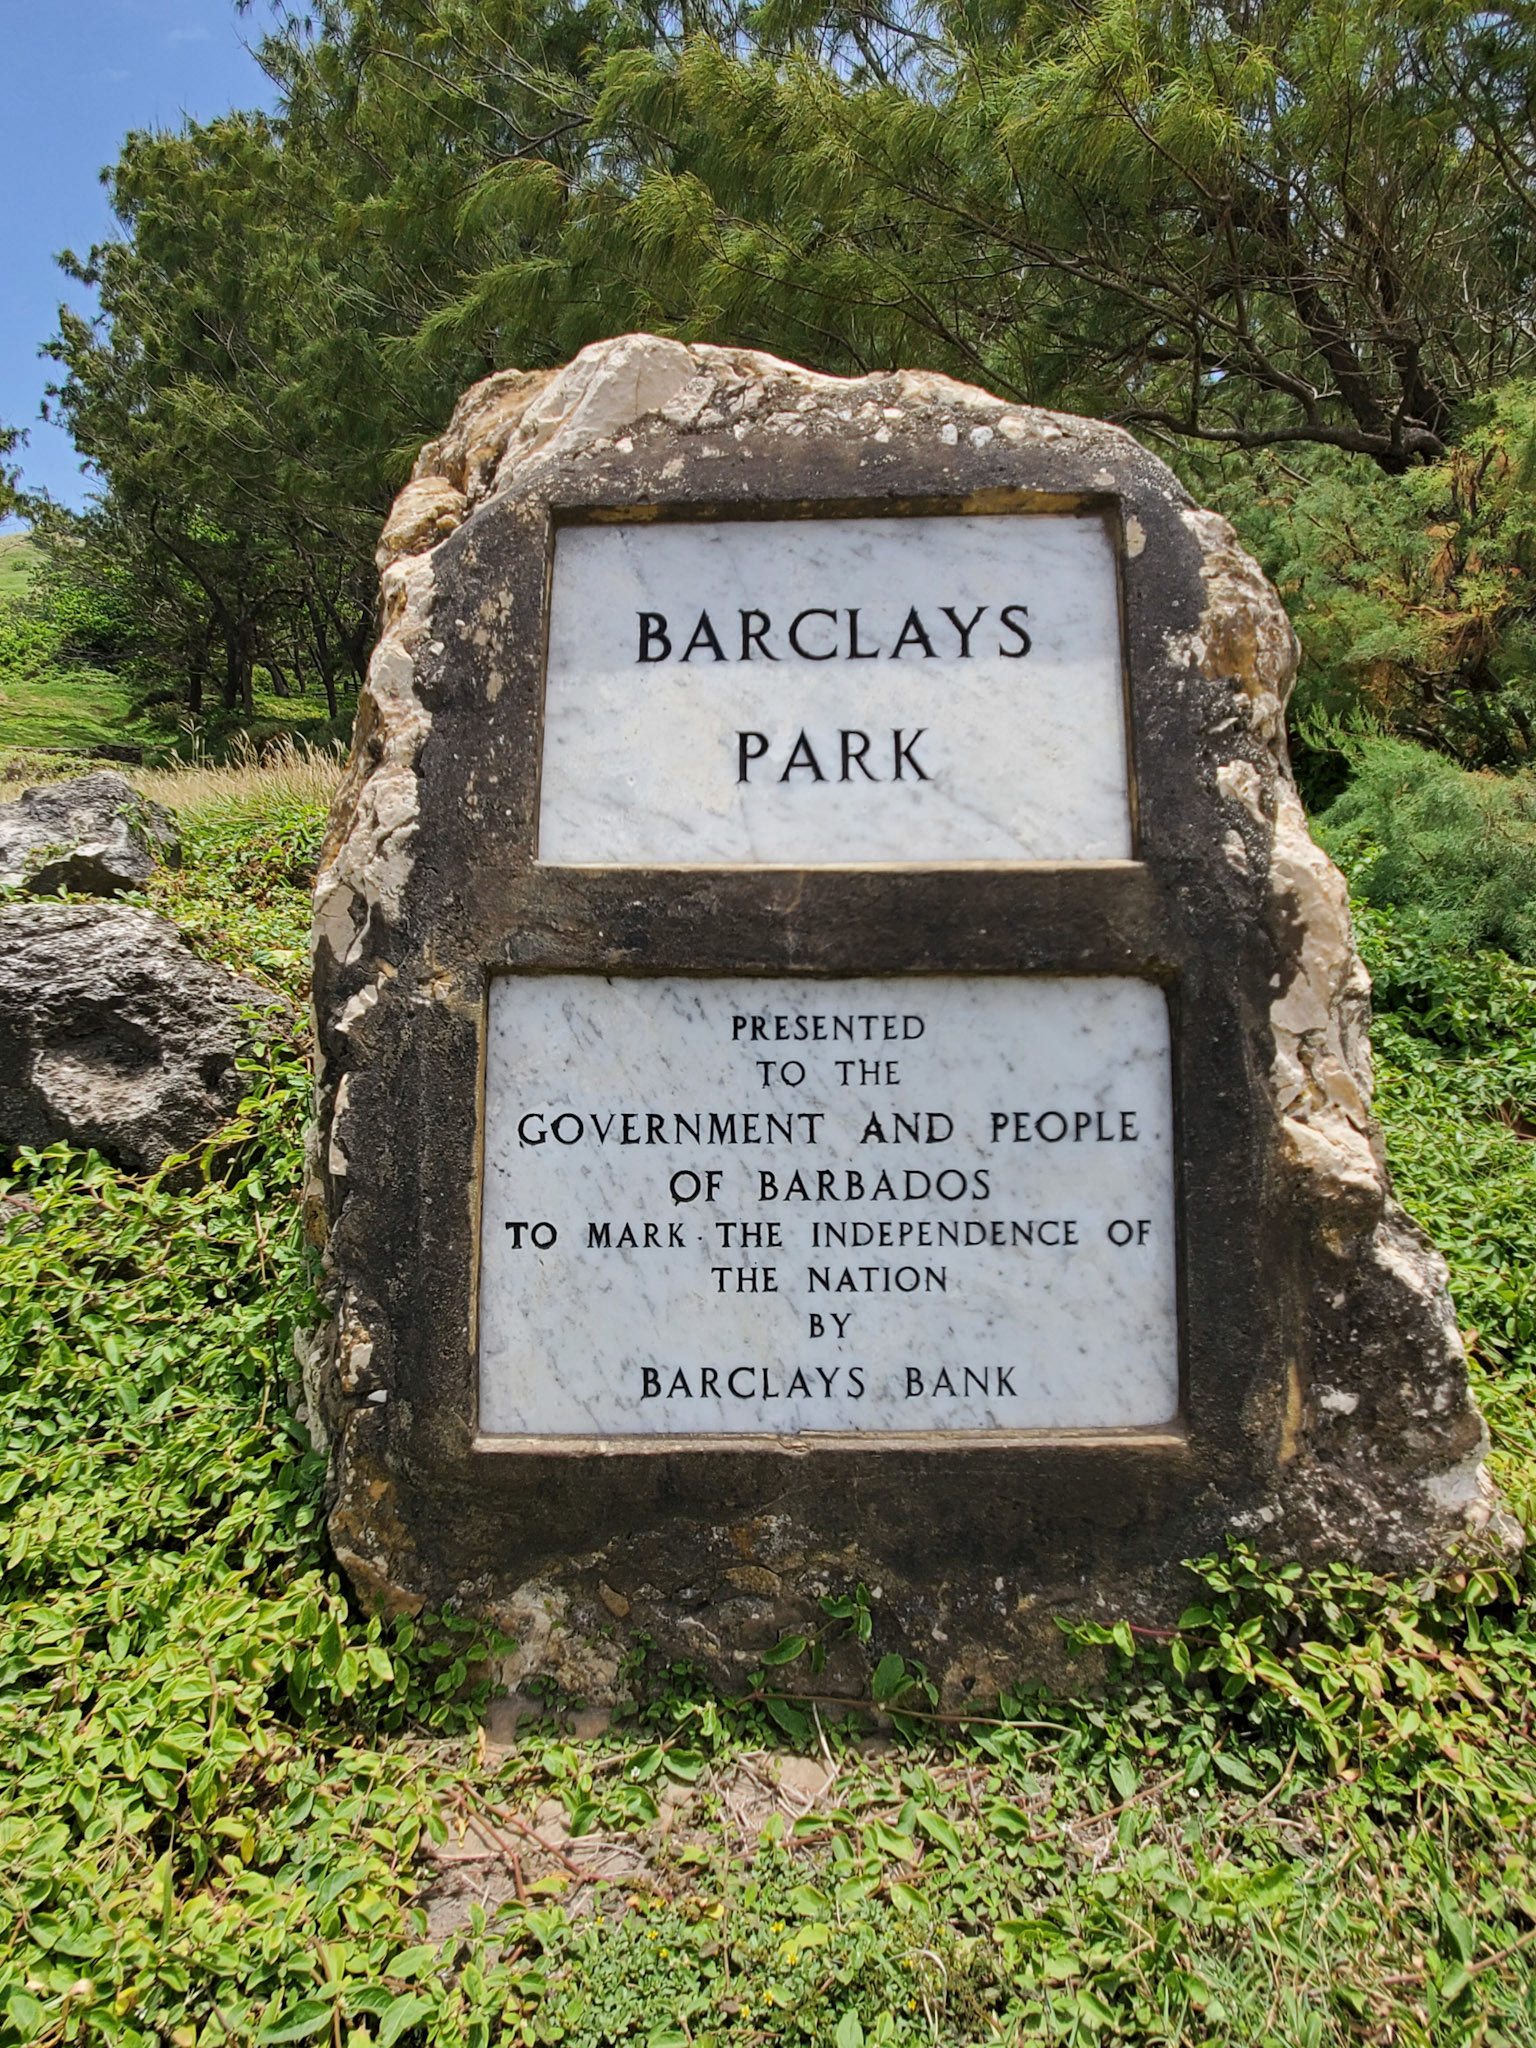 BARCLAYS
PARK
PRESENTED
TO THE
GOVERNMENT AND PEOPLE
OF BARBADOS
TO MARK THE INDEPENDENCE OF
THE NATION
BY
BARCLAYS BANK